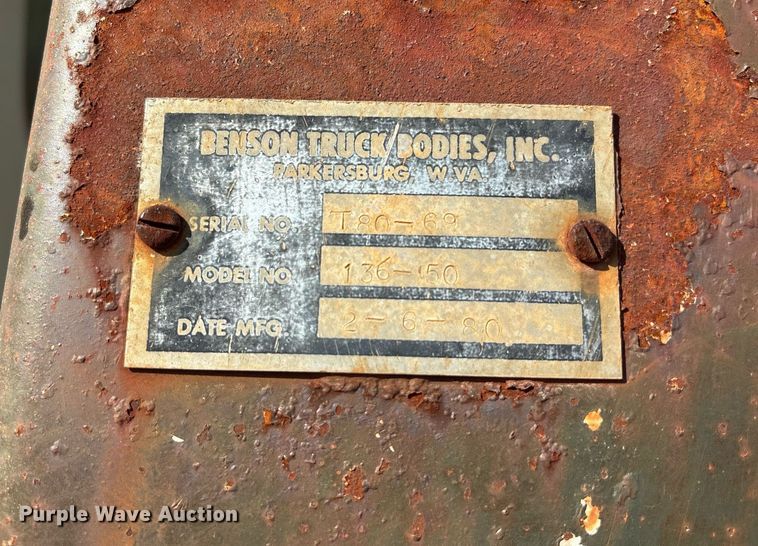 BENSON TRUCK BODIES, INC.
PARKERSBURG, W VA.
SERIAL NO. T80-69
MODEL NO 136-150
DATE MFG. 2-6-80
Purple Wave Auction